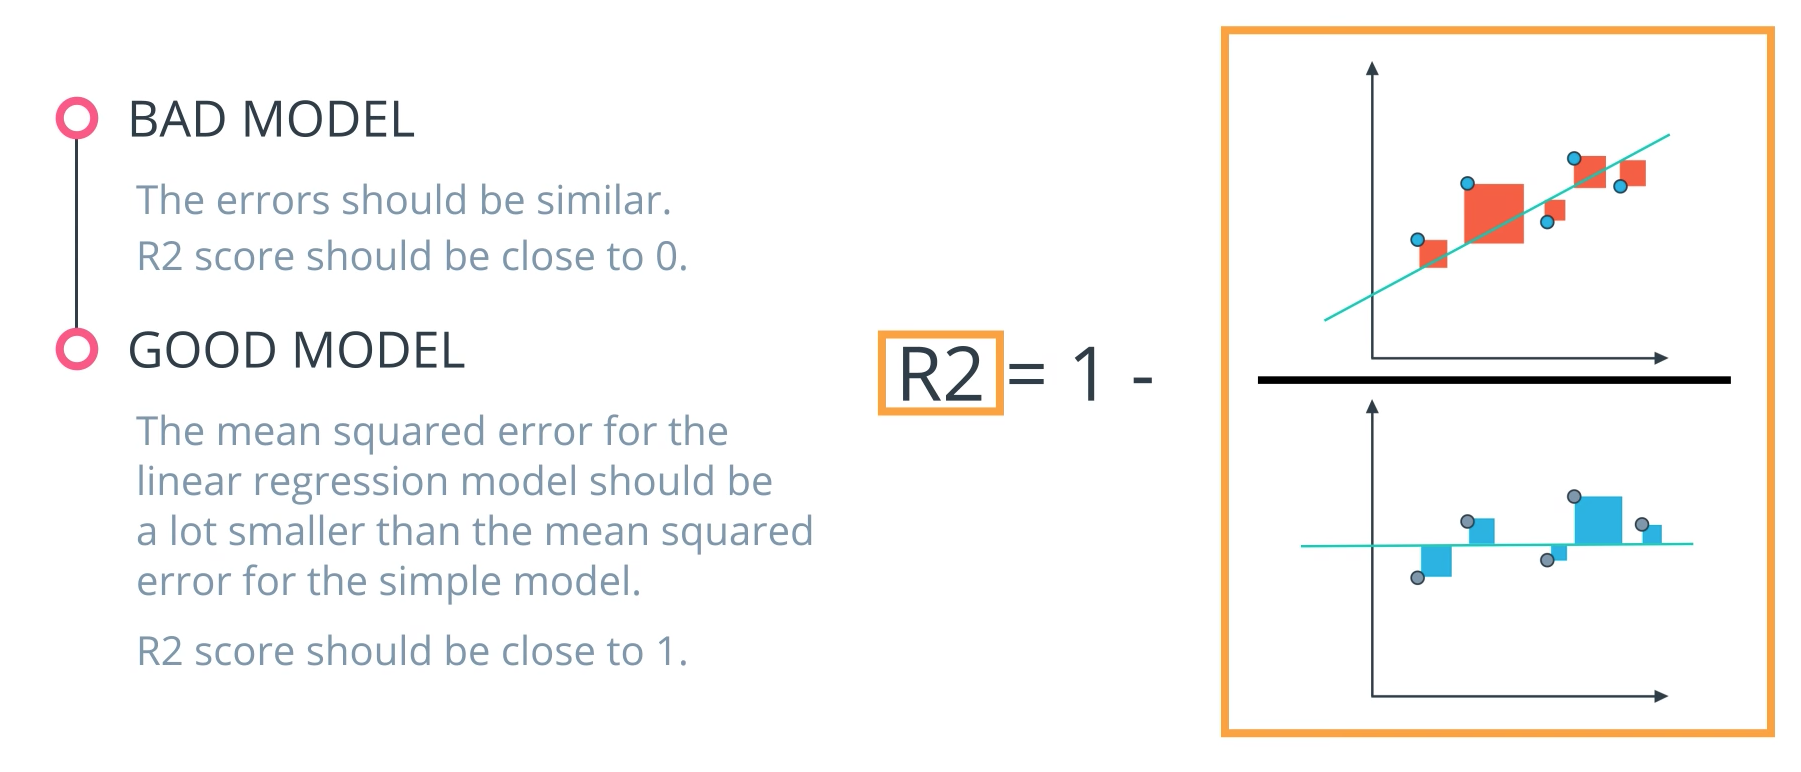 BAD MODEL
The errors should be similar.
R2 score should be close to 0.
GOOD MODEL
The mean squared error for the
linear regression model should be
a lot smaller than the mean squared
error for the simple model.
R2 score should be close to 1.
R2 = 1 -